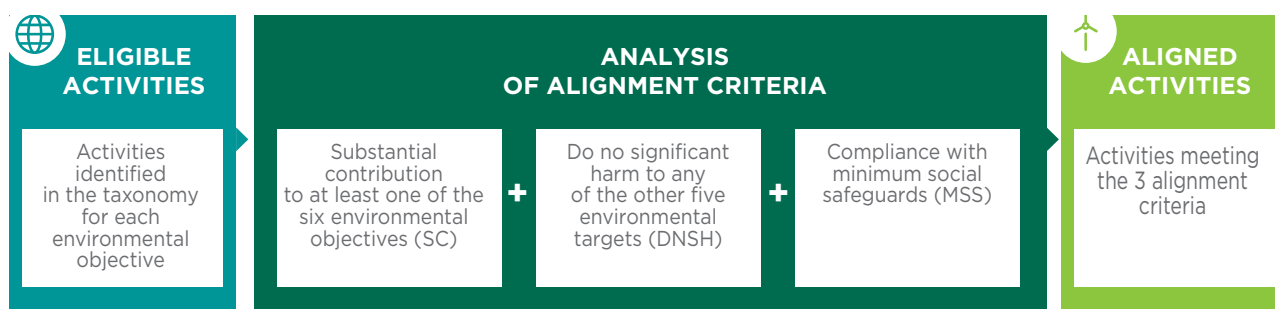 ELIGIBLE
ACTIVITIES
Activities
identified
in the taxonomy
for each
environmental
objective
ANALYSIS
OF ALIGNMENT CRITERIA
Substantial
contribution
to at least one of the
six environmental
objectives (SC)
+
Do no significant
harm to any
of the other five
environmental
targets (DNSH)
+
Compliance with
minimum social
safeguards (MSS)
ALIGNED
ACTIVITIES
Activities meeting
the 3 alignment
criteria